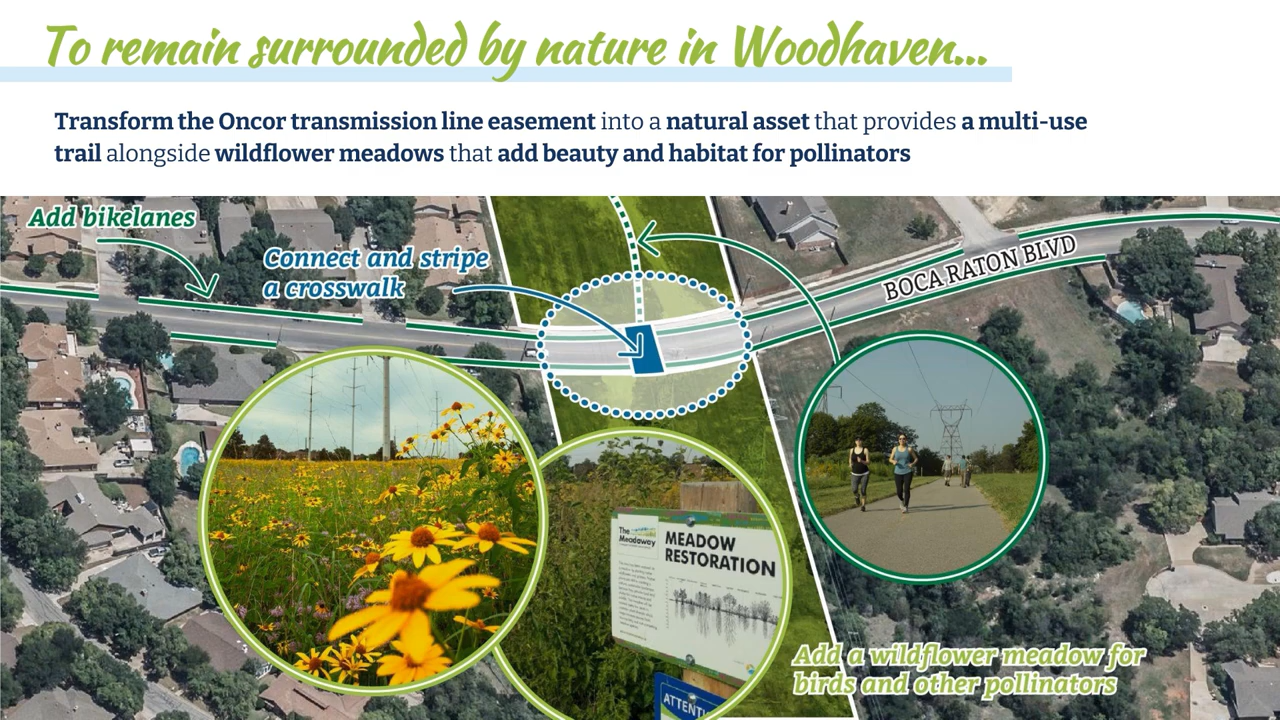 To remain surrounded by nature in Woodhaven...
Transform the Oncor transmission line easement into a natural asset that provides a multi-use
trail alongside wildflower meadows that add beauty and habitat for pollinators
Add bikelanes
Connect and stripe
a crosswalk
BOCA RATON BLVD
The
Meadoway
MEADOW
RESTORATION
Add a wildflower meadow for
birds and other pollinators